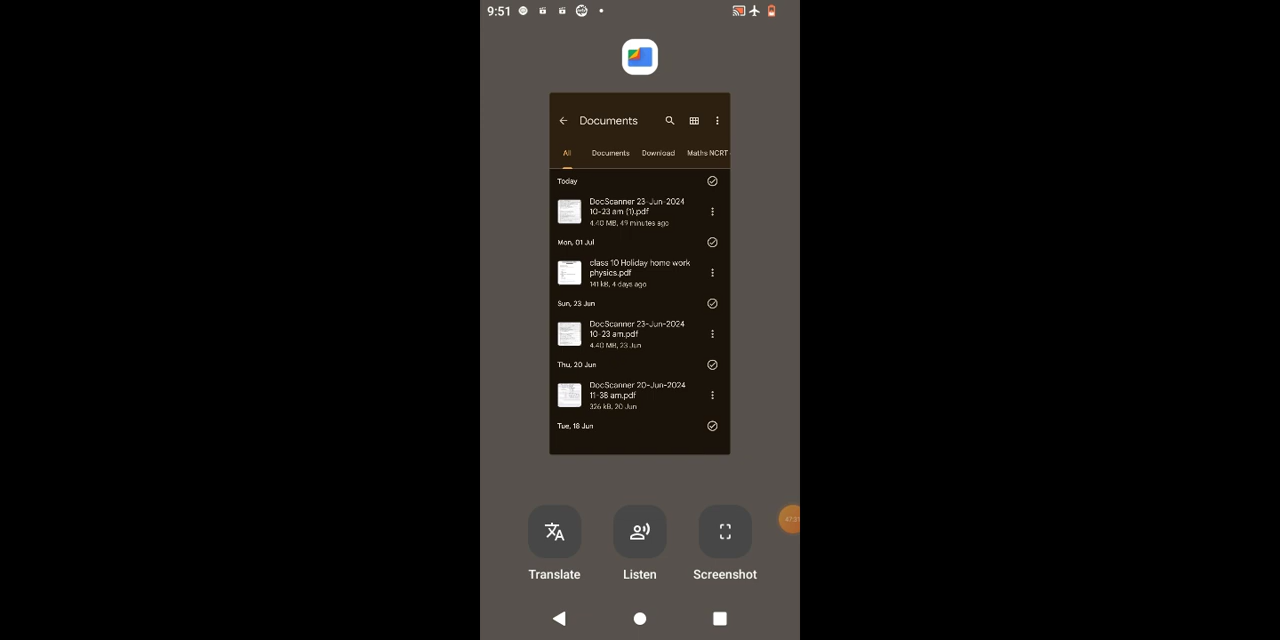 9:51
Documents
All Documents Download Maths NCRT
Today
DocScanner 23-Jun-2024
10-23 am (1).pdf
4.40 MB, 49 minutes ago
Mon, 01 Jul
class 10 Holiday home work
physics.pdf
141 kB, 4 days ago
Sun, 23 Jun
DocScanner 23-Jun-2024
10-23 am.pdf
4.40 MB, 23 Jun
Thu, 20 Jun
DocScanner 20-Jun-2024
11-38 am.pdf
326 kB, 20 Jun
Tue, 18 Jun
Translate Listen Screenshot